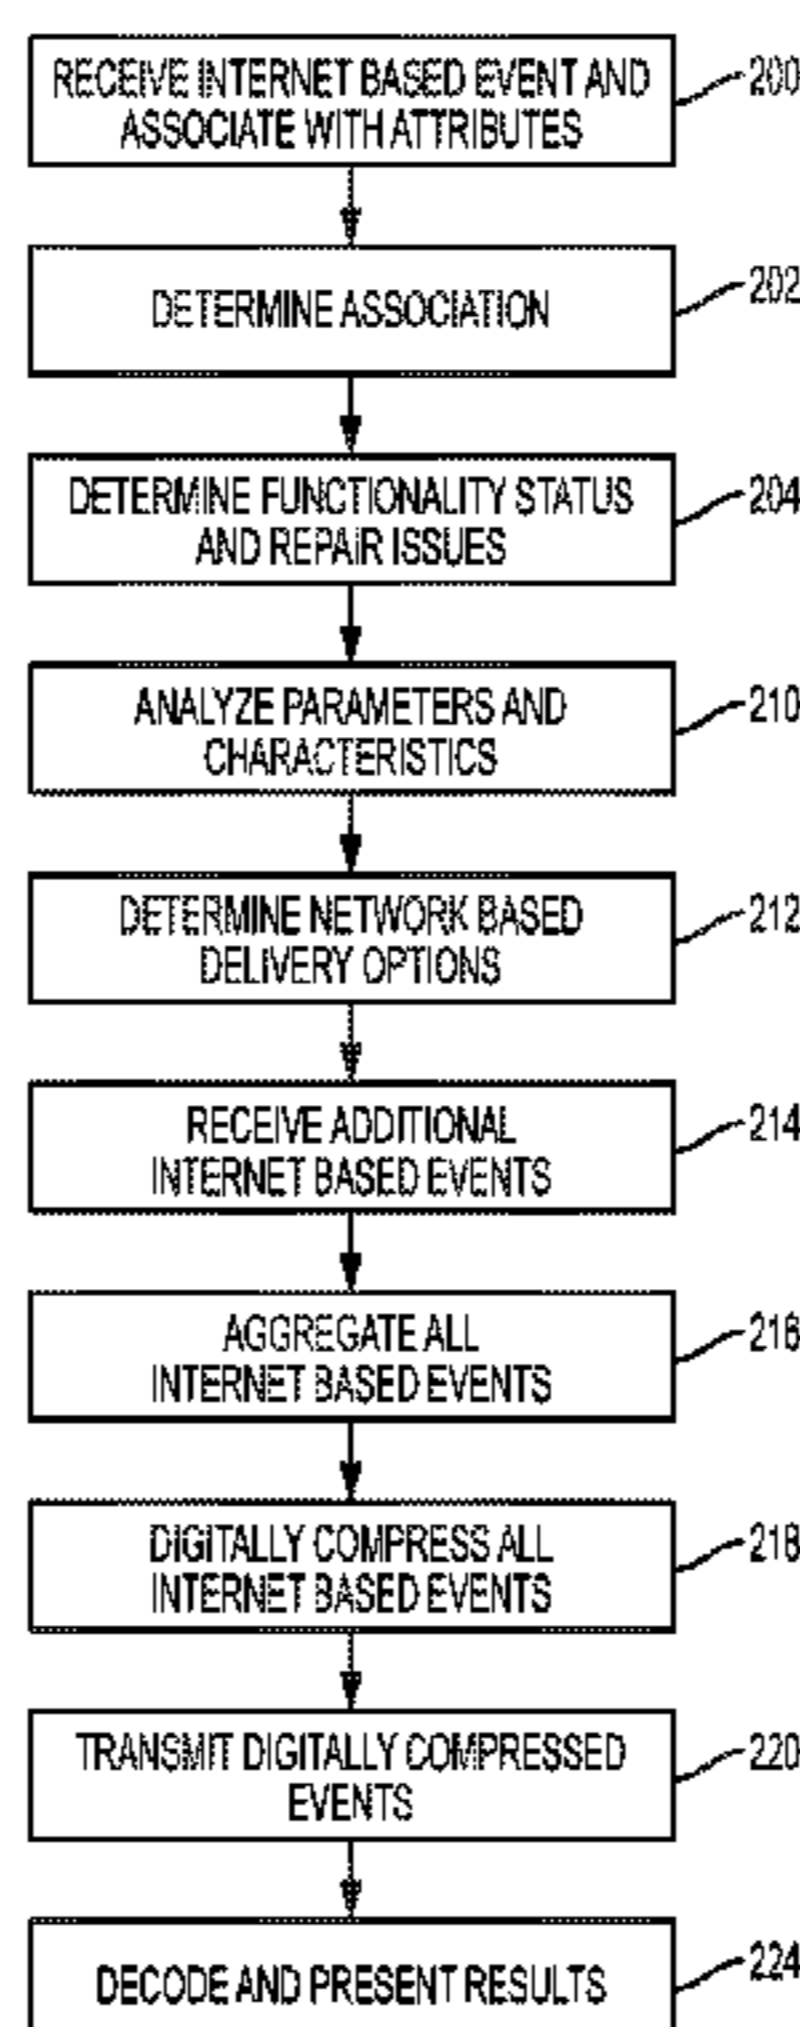 RECEIVE INTERNET BASED EVENT AND
ASSOCIATE WITH ATTRIBUTES
200
DETERMINE ASSOCIATION
202
DETERMINE FUNCTIONALITY STATUS
AND REPAIR ISSUES
204
ANALYZE PARAMETERS AND
CHARACTERISTICS
210
DETERMINE NETWORK BASED
DELIVERY OPTIONS
212
RECEIVE ADDITIONAL
INTERNET BASED EVENTS
214
AGGREGATE ALL
INTERNET BASED EVENTS
216
DIGITALLY COMPRESS ALL
INTERNET BASED EVENTS
218
TRANSMIT DIGITALLY COMPRESSED
EVENTS
220
DECODE AND PRESENT RESULTS
224